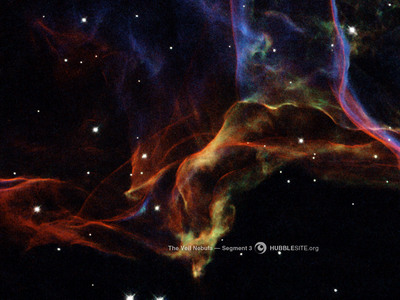 The Veil Nebula — Segment 3 HUBBLESITE.org